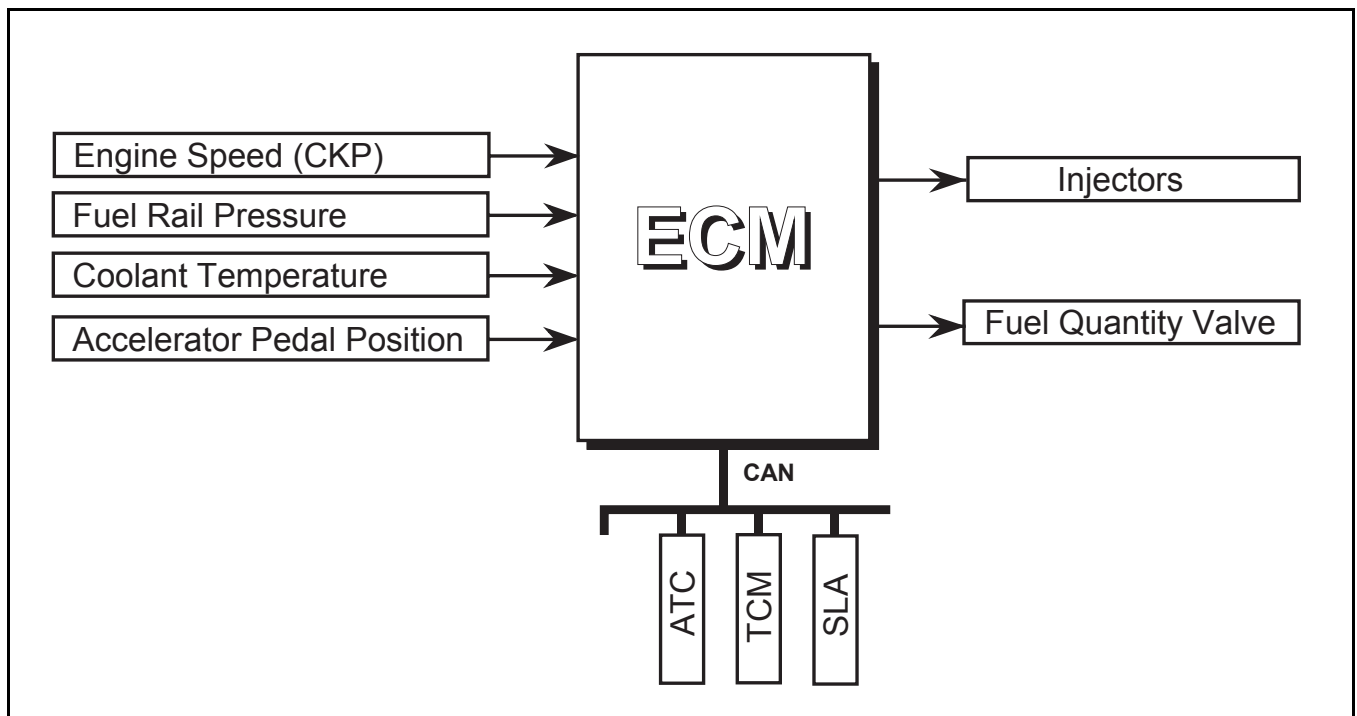 Engine Speed (CKP)
Fuel Rail Pressure
Coolant Temperature
Accelerator Pedal Position
ECM
Injectors
Fuel Quantity Valve
CAN
ATC
TCM
SLA